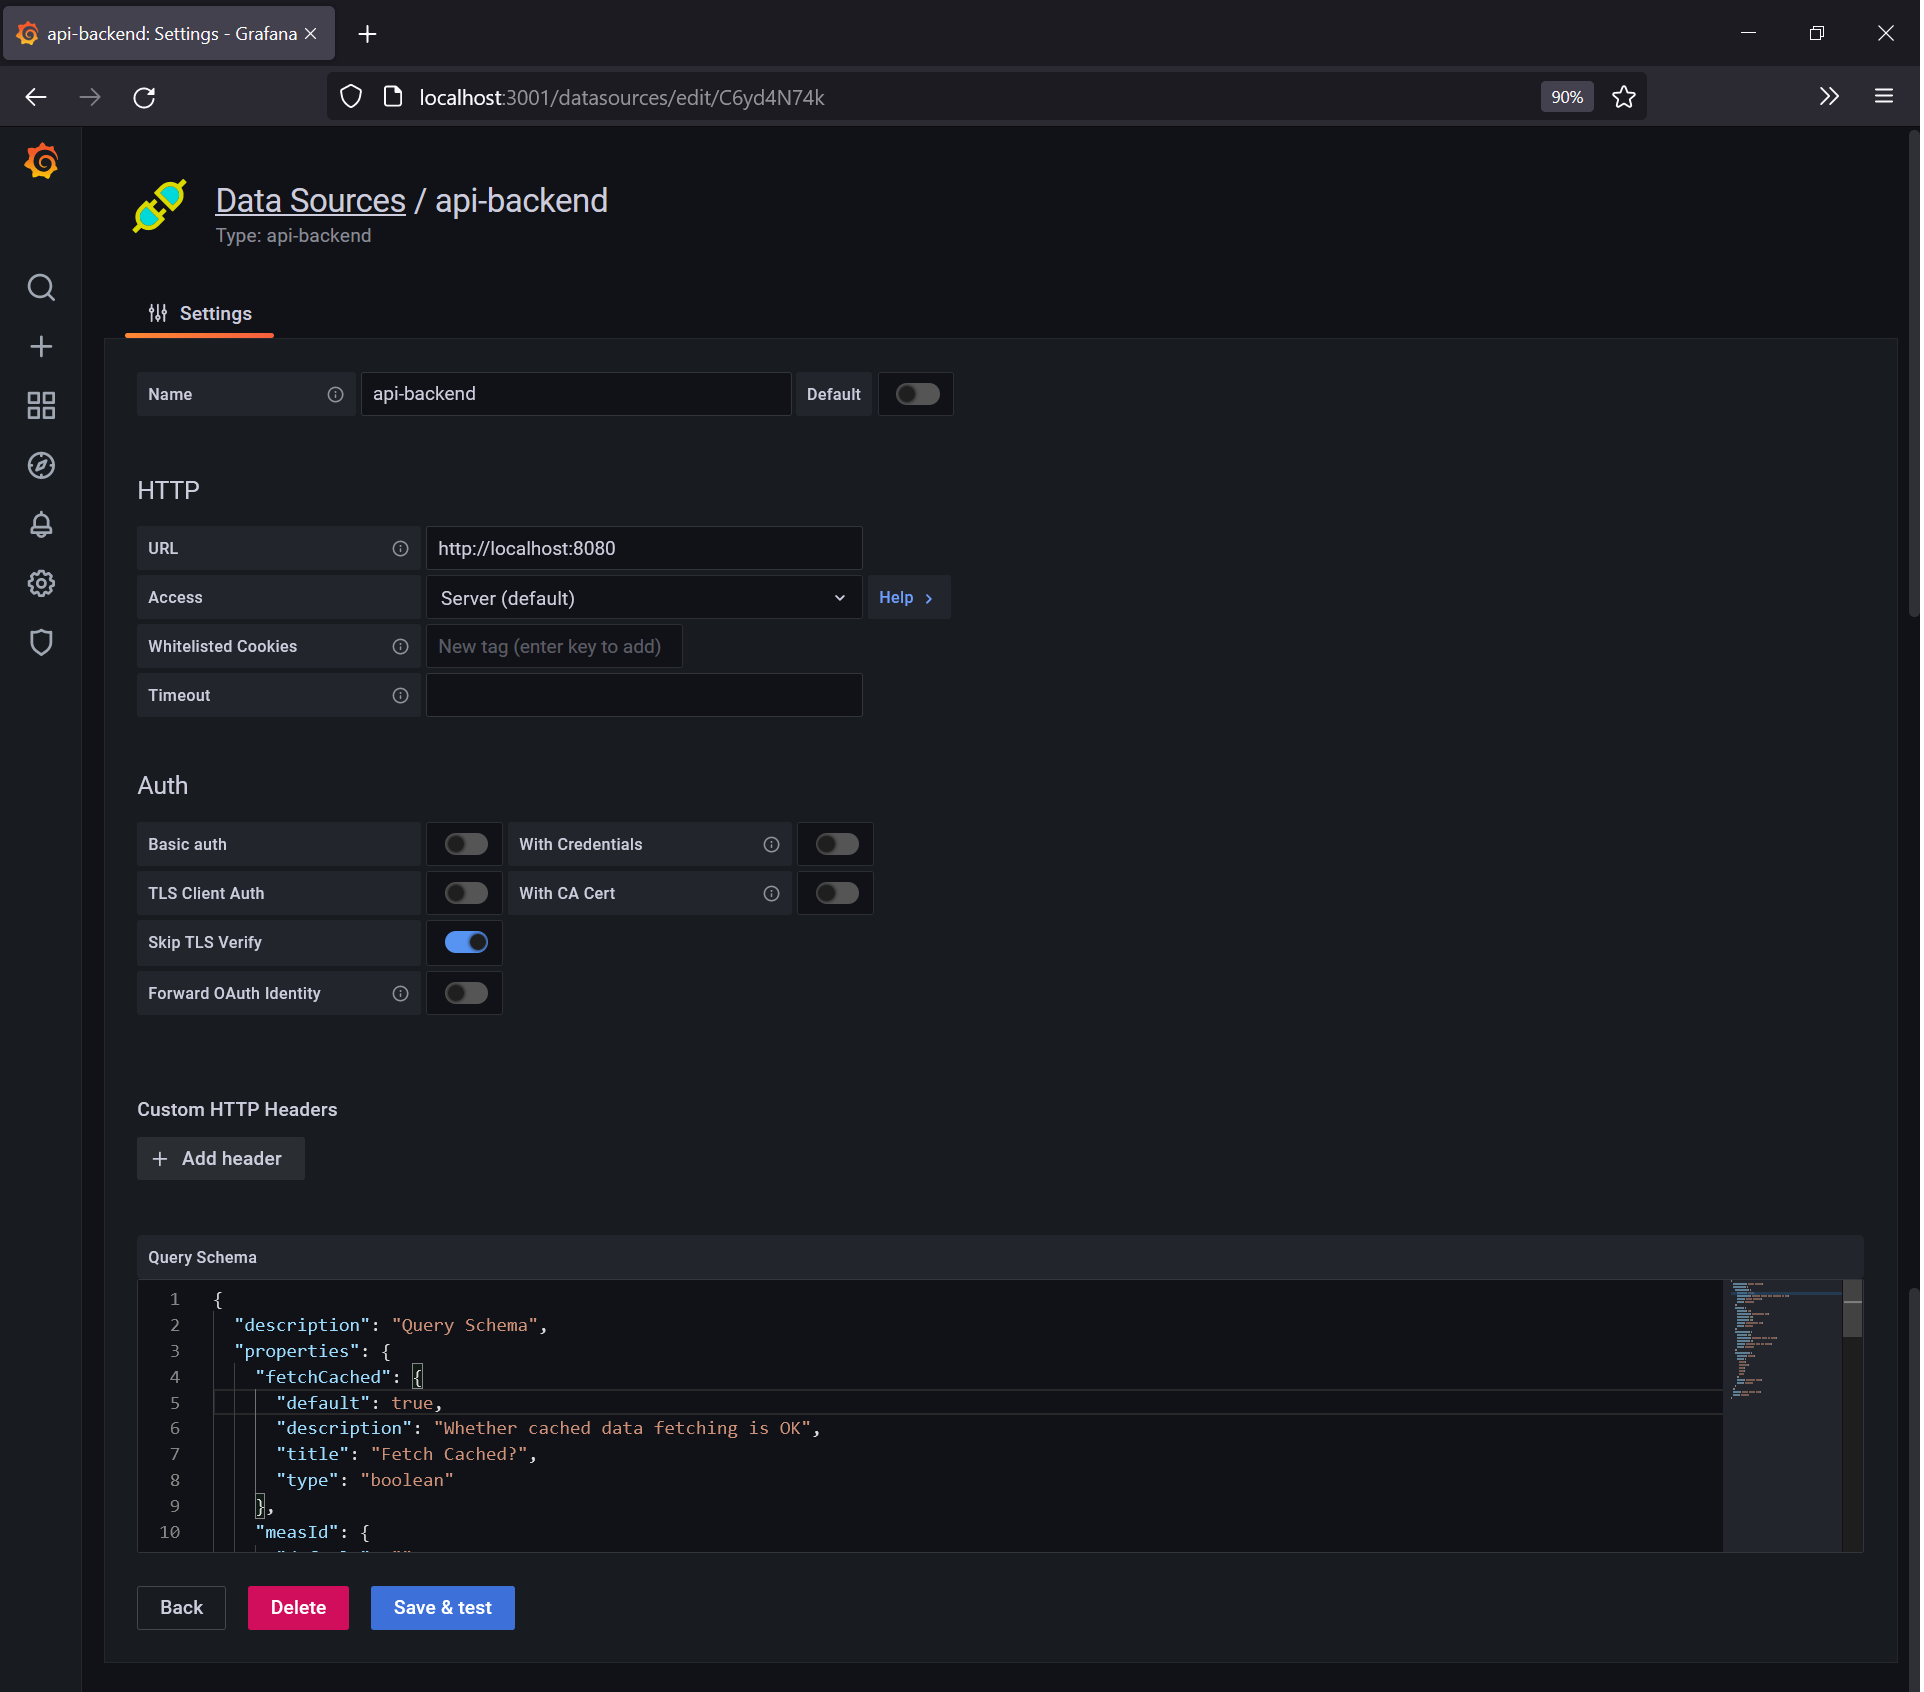 api-backend: Settings - Grafana
localhost:3001/datasources/edit/C6yd4N74k
90%
Data Sources / api-backend
Type: api-backend
Settings
Name
api-backend
Default
HTTP
URL
http://localhost:8080
Access
Server (default)
Help
Whitelisted Cookies
New tag (enter key to add)
Timeout
Auth
Basic auth
With Credentials
TLS Client Auth
With CA Cert
Skip TLS Verify
Forward OAuth Identity
Custom HTTP Headers
Add header
Query Schema
1 {
2 "description": "Query Schema",
3 "properties": {
4 "fetchCached": {
5 "default": true,
6 "description": "Whether cached data fetching is OK",
7 "title": "Fetch Cached?",
8 "type": "boolean"
9 },
10 "measId": {
Back
Delete
Save & test